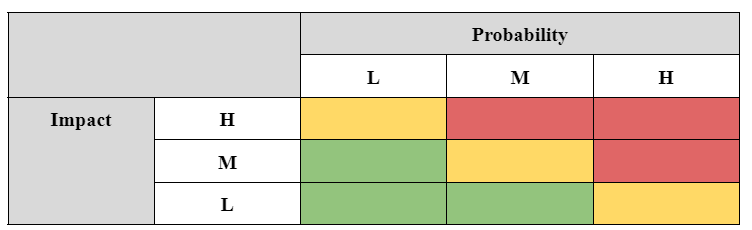 Probability
L M H
Impact H
M
L